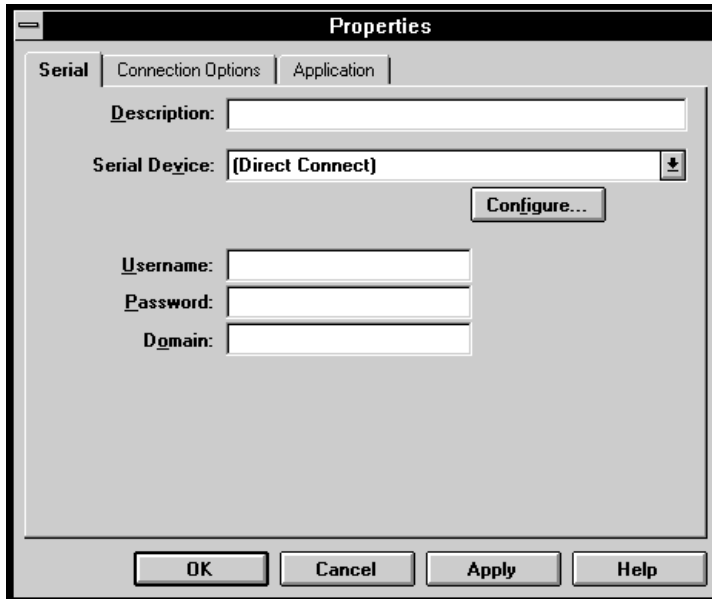 Properties
Serial Connection Options Application
Description:
Serial Device: (Direct Connect)
Configure...
Username:
Password:
Domain:
OK Cancel Apply Help